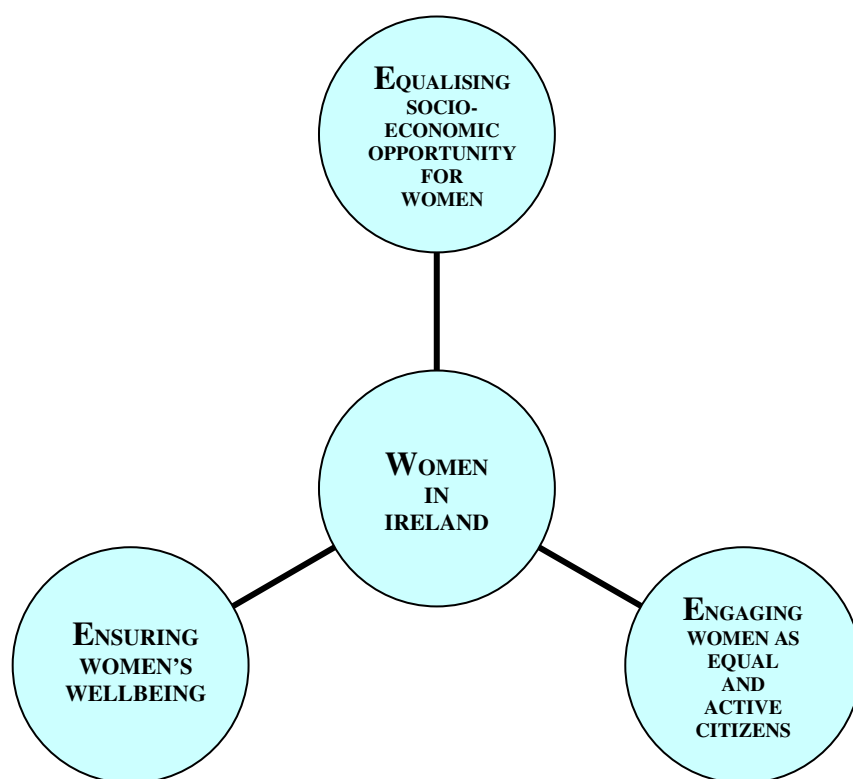 EQUALISING
SOCIO-
ECONOMIC
OPPORTUNITY
FOR
WOMEN
WOMEN
IN
IRELAND
ENSURING
WOMEN'S
WELLBEING
ENGAGING
WOMEN AS
EQUAL
AND
ACTIVE
CITIZENS